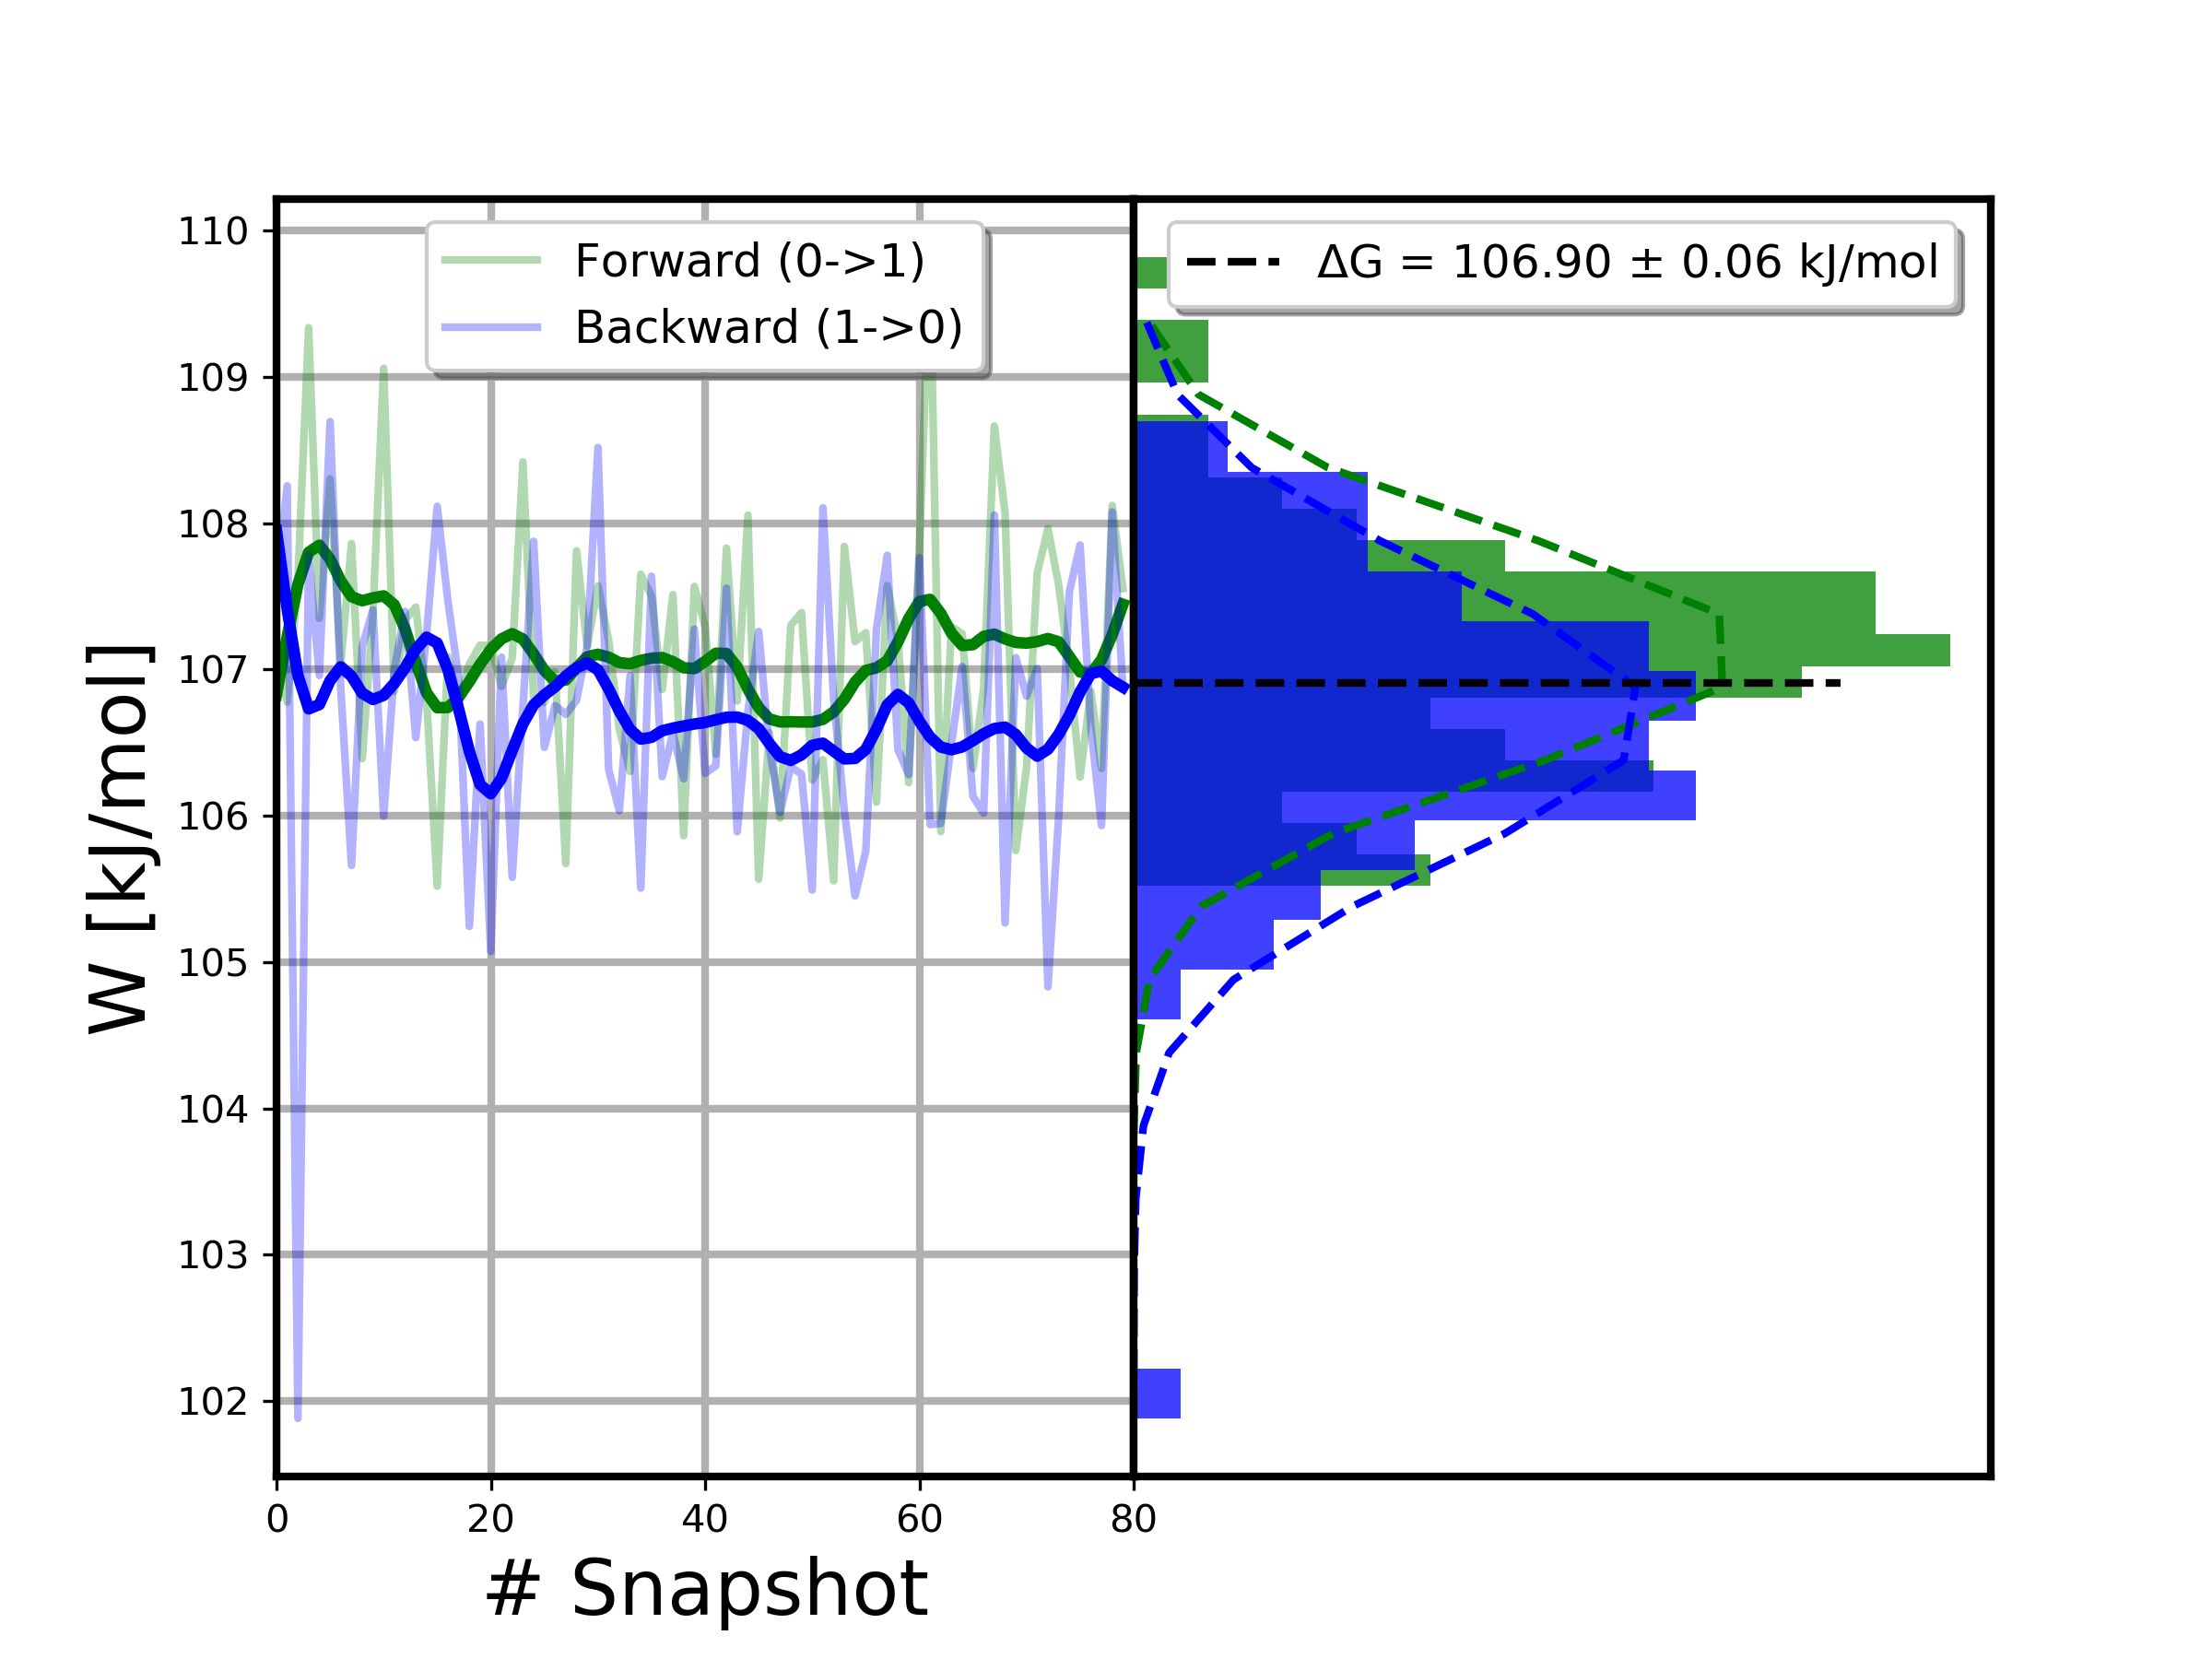 Forward (0->1)
Backward (1->0)
ΔG = 106.90 ± 0.06 kJ/mol
110
109
108
107
106
105
104
103
102
W [kJ/mol]
0 20 40 60 80
# Snapshot